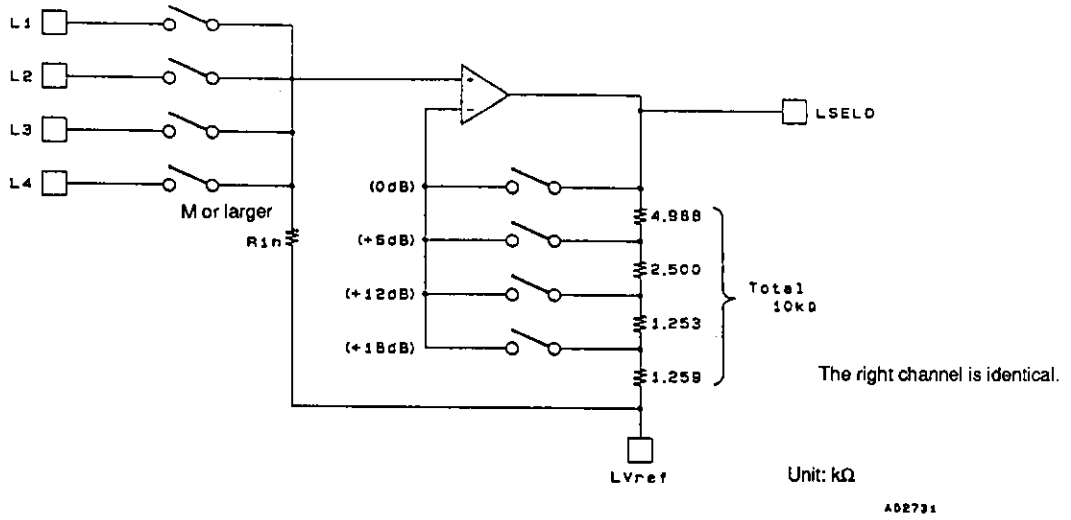 L1
L2
L3
L4
M or larger
Rin
LSELO
(0dB)
(+6dB)
(+12dB)
(+18dB)
4.988
2.500
1.253
1.259
Total
10kΩ
The right channel is identical.
LVref
Unit: kΩ
A02731